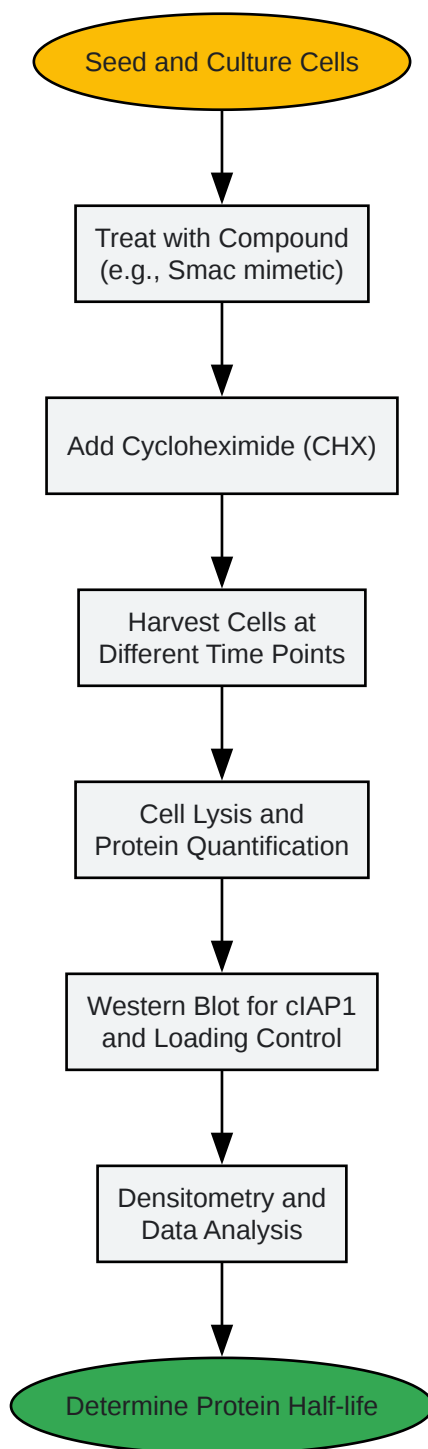 Seed and Culture Cells
Treat with Compound
(e.g., Smac mimetic)
Add Cycloheximide (CHX)
Harvest Cells at
Different Time Points
Cell Lysis and
Protein Quantification
Western Blot for cIAP1
and Loading Control
Densitometry and
Data Analysis
Determine Protein Half-life